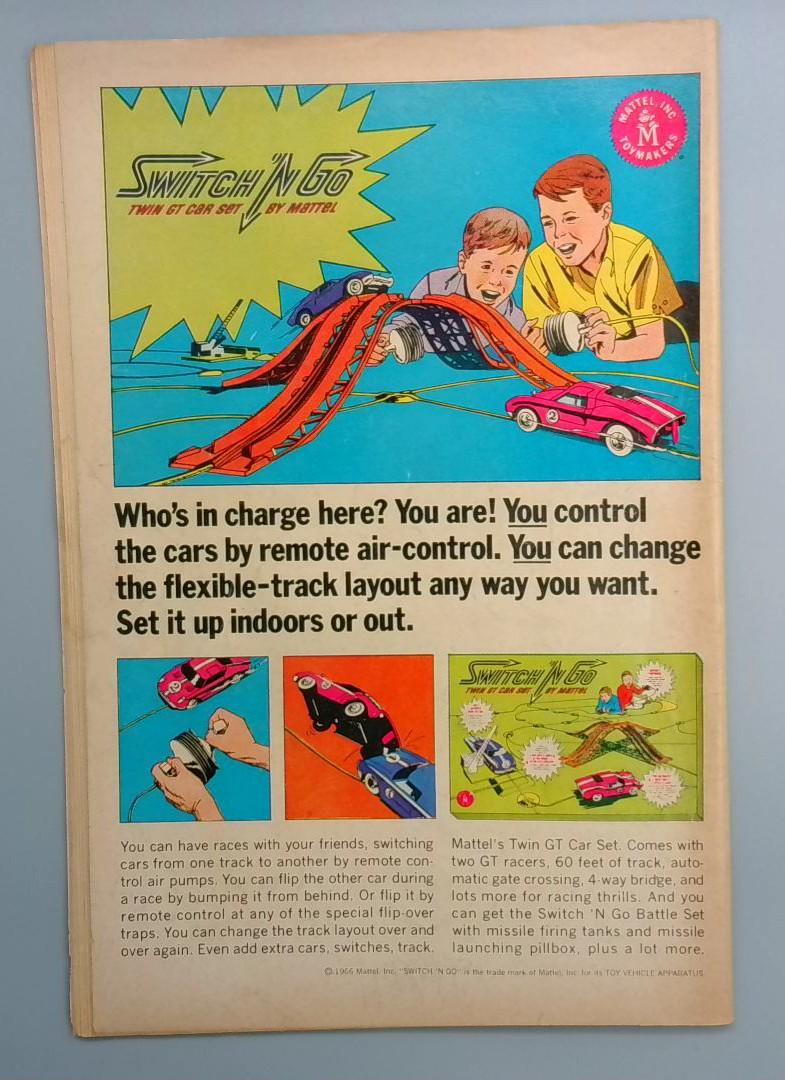 MATTEL, INC.
M
TOYMAKERS
SWITCH 'N GO
TWIN GT CAR SET BY MATTEL
2
Who's in charge here? You are! You control
the cars by remote air-control. You can change
the flexible-track layout any way you want.
Set it up indoors or out.
SWITCH 'N GO
TWIN GT CAR SET BY MATTEL
You can have races with your friends, switching
cars from one track to another by remote con-
trol air pumps. You can flip the other car during
a race by bumping it from behind. Or flip it by
remote control at any of the special flip-over
traps. You can change the track layout over and
over again. Even add extra cars, switches, track.
Mattel's Twin GT Car Set. Comes with
two GT racers, 60 feet of track, auto-
matic gate crossing, 4-way bridge, and
lots more for racing thrills. And you
can get the Switch 'N Go Battle Set
with missile firing tanks and missile
launching pillbox, plus a lot more.
©1966 Mattel, Inc. "SWITCH 'N GO" is the trade mark of Mattel, Inc. for its TOY VEHICLE APPARATUS